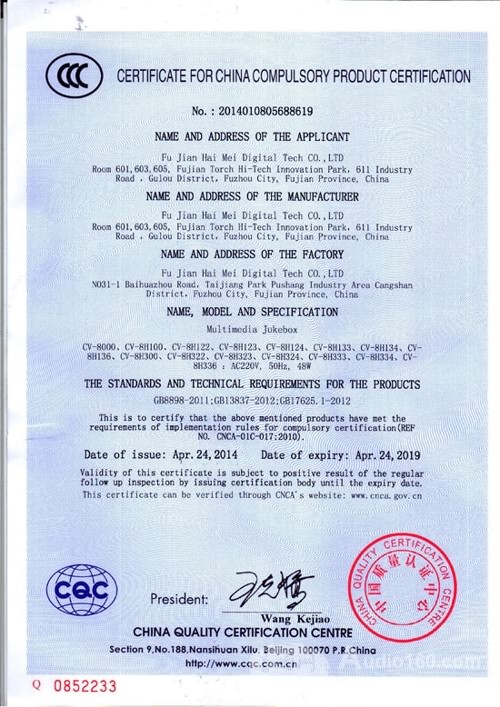 CCC
CERTIFICATE FOR CHINA COMPULSORY PRODUCT CERTIFICATION
No. : 2014010805688619
NAME AND ADDRESS OF THE APPLICANT
Fu Jian Hai Mei Digital Tech CO.,LTD
Room 601,603,605, Fujian Torch Hi-Tech Innovation Park, 611 Industry
Road , Gulou District, Fuzhou City, Fujian Province, China
NAME AND ADDRESS OF THE MANUFACTURER
Fu Jian Hai Mei Digital Tech CO.,LTD
Room 601,603,605, Fujian Torch Hi-Tech Innovation Park, 611 Industry
Road , Gulou District, Fuzhou City, Fujian Province, China
NAME AND ADDRESS OF THE FACTORY
Fu Jian Hai Mei Digital Tech CO.,LTD
NO31-1 Baihuazhou Road, Taijiang Park Pushang Industry Area Cangshan
District, Fuzhou City, Fujian Province, China
NAME, MODEL AND SPECIFICATION
Multimedia Jukebox
CV-8000、CV-8H100、CV-8H122、CV-8H123、CV-8H124、CV-8H133、CV-8H134、CV-
8H136、CV-8H300、CV-8H322、CV-8H323、CV-8H324、CV-8H333、CV-8H334、CV-
8H336 : AC220V, 50Hz, 48W
THE STANDARDS AND TECHNICAL REQUIREMENTS FOR THE PRODUCTS
GB8898-2011;GB13837-2012;GB17625.1-2012
This is to certify that the above mentioned products have met the
requirements of implementation rules for compulsory certification(REF
NO. CNCA-01C-017:2010).
Date of issue: Apr. 24, 2014 Date of expiry: Apr. 24, 2019
Validity of this certificate is subject to positive result of the regular
follow up inspection by issuing certification body until the expiry date.
This certificate can be verified through CNCA's website: www.cnca.gov.cn
CQC
President:
Wang Kejiao
CHINA QUALITY CERTIFICATION CENTRE
中国质量认证中心
CHINA QUALITY CERTIFICATION CENTRE
Section 9,No.188,Nansihuan Xilu, Beijing 100070 P.R.China
http://www.cqc.com.cn
Audio160.com
Q 0852233